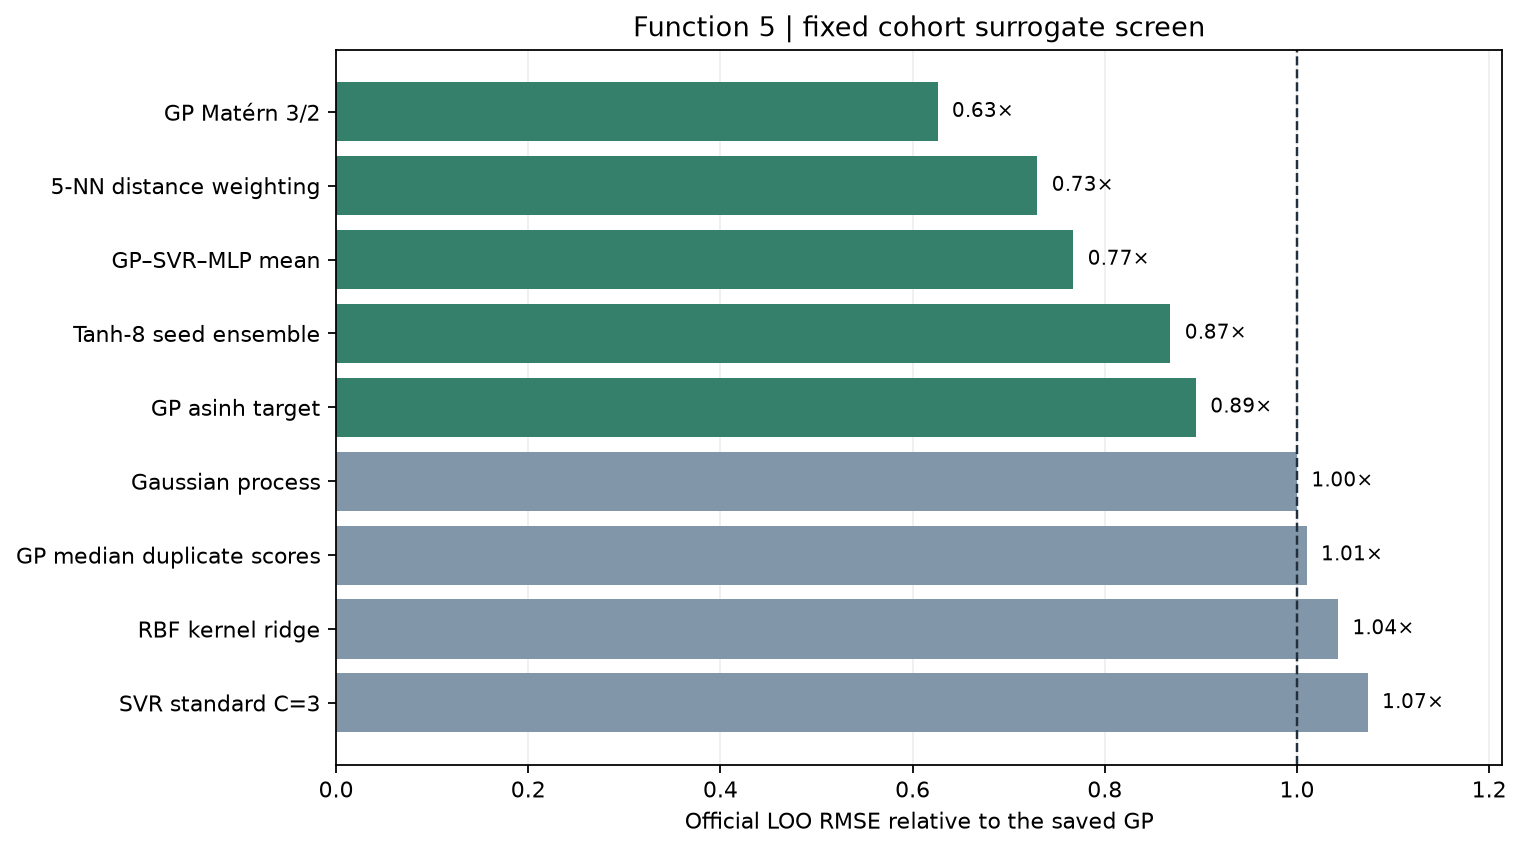 Function 5 | fixed cohort surrogate screen
GP Matérn 3/2
0.63×
5-NN distance weighting
0.73×
GP–SVR–MLP mean
0.77×
Tanh-8 seed ensemble
0.87×
GP asinh target
0.89×
Gaussian process
1.00×
GP median duplicate scores
1.01×
RBF kernel ridge
1.04×
SVR standard C=3
1.07×
0.0 0.2 0.4 0.6 0.8 1.0 1.2
Official LOO RMSE relative to the saved GP